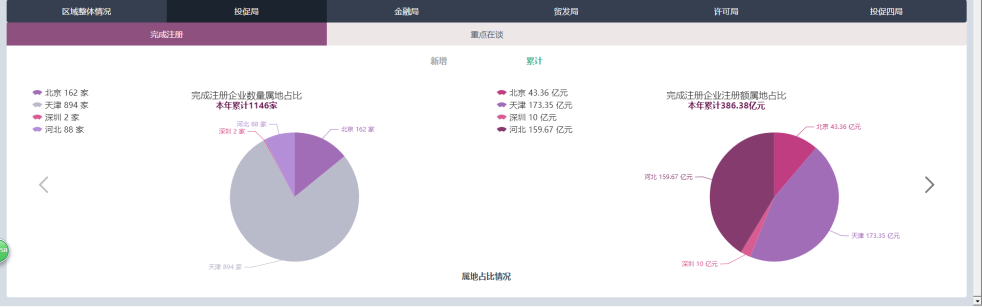 区域整体情况 投促局 金融局 贸发局 许可局 投促四局
完成注册 重点在谈
新增 累计
北京 162 家
天津 894 家
深圳 2 家
河北 88 家
完成注册企业数量属地占比
本年累计1146家
河北 88 家
深圳 2 家
北京 162 家
天津 894 家
北京 43.36 亿元
天津 173.35 亿元
深圳 10 亿元
河北 159.67 亿元
完成注册企业注册额属地占比
本年累计386.38亿元
北京 43.36 亿元
河北 159.67 亿元
天津 173.35 亿元
深圳 10 亿元
属地占比情况